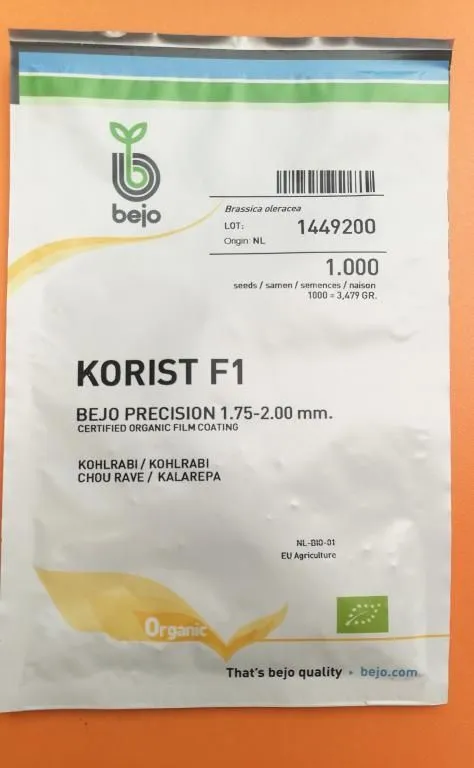 bejo
Brassica oleracea
LOT: 1449200
Origin: NL
1.000
seeds / samen / semences / naison
1000 = 3,479 GR.
KORIST F1
BEJO PRECISION 1.75-2.00 mm.
CERTIFIED ORGANIC FILM COATING
KOHLRABI / KOHLRABI
CHOU RAVE / KALAREPA
NL-BIO-01
EU Agriculture
Organic
That's bejo quality ▸ bejo.com